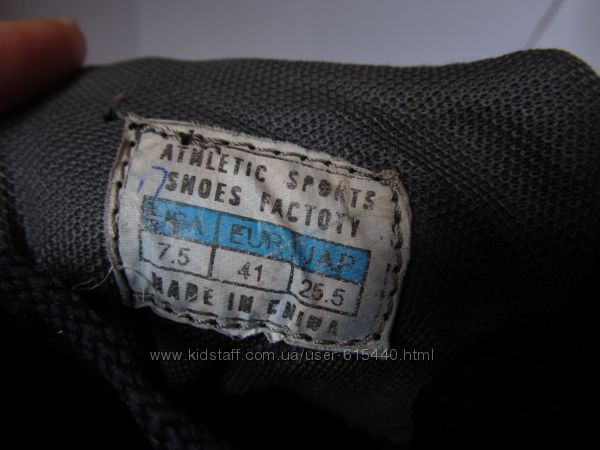 ATHLETIC SPORTS
SHOES FACTOTY
USA EUR JAP
7.5 41 25.5
MADE IN CHINA
www.kidstaff.com.ua/user-615440.html